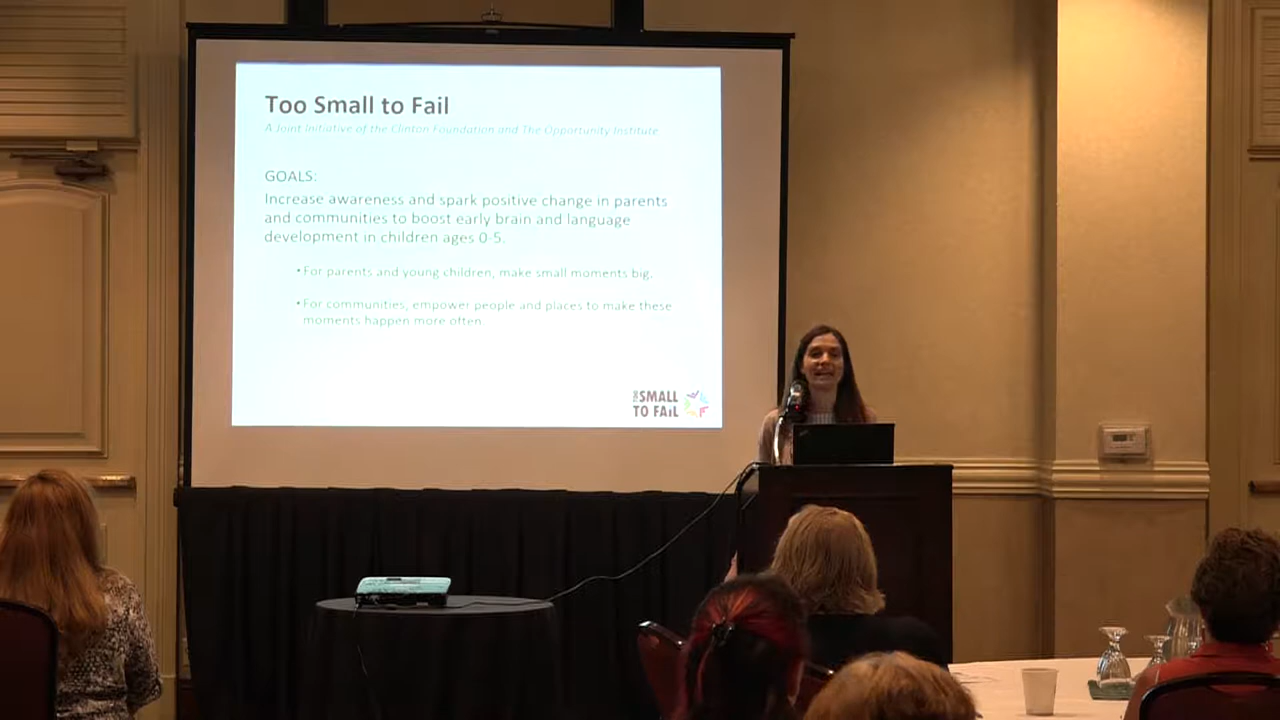 Too Small to Fail
A Joint Initiative of the Clinton Foundation and The Opportunity Institute
GOALS:
Increase awareness and spark positive change in parents
and communities to boost early brain and language
development in children ages 0-5.
• For parents and young children, make small moments big.
• For communities, empower people and places to make these
moments happen more often.
TOO SMALL
TO FAIL